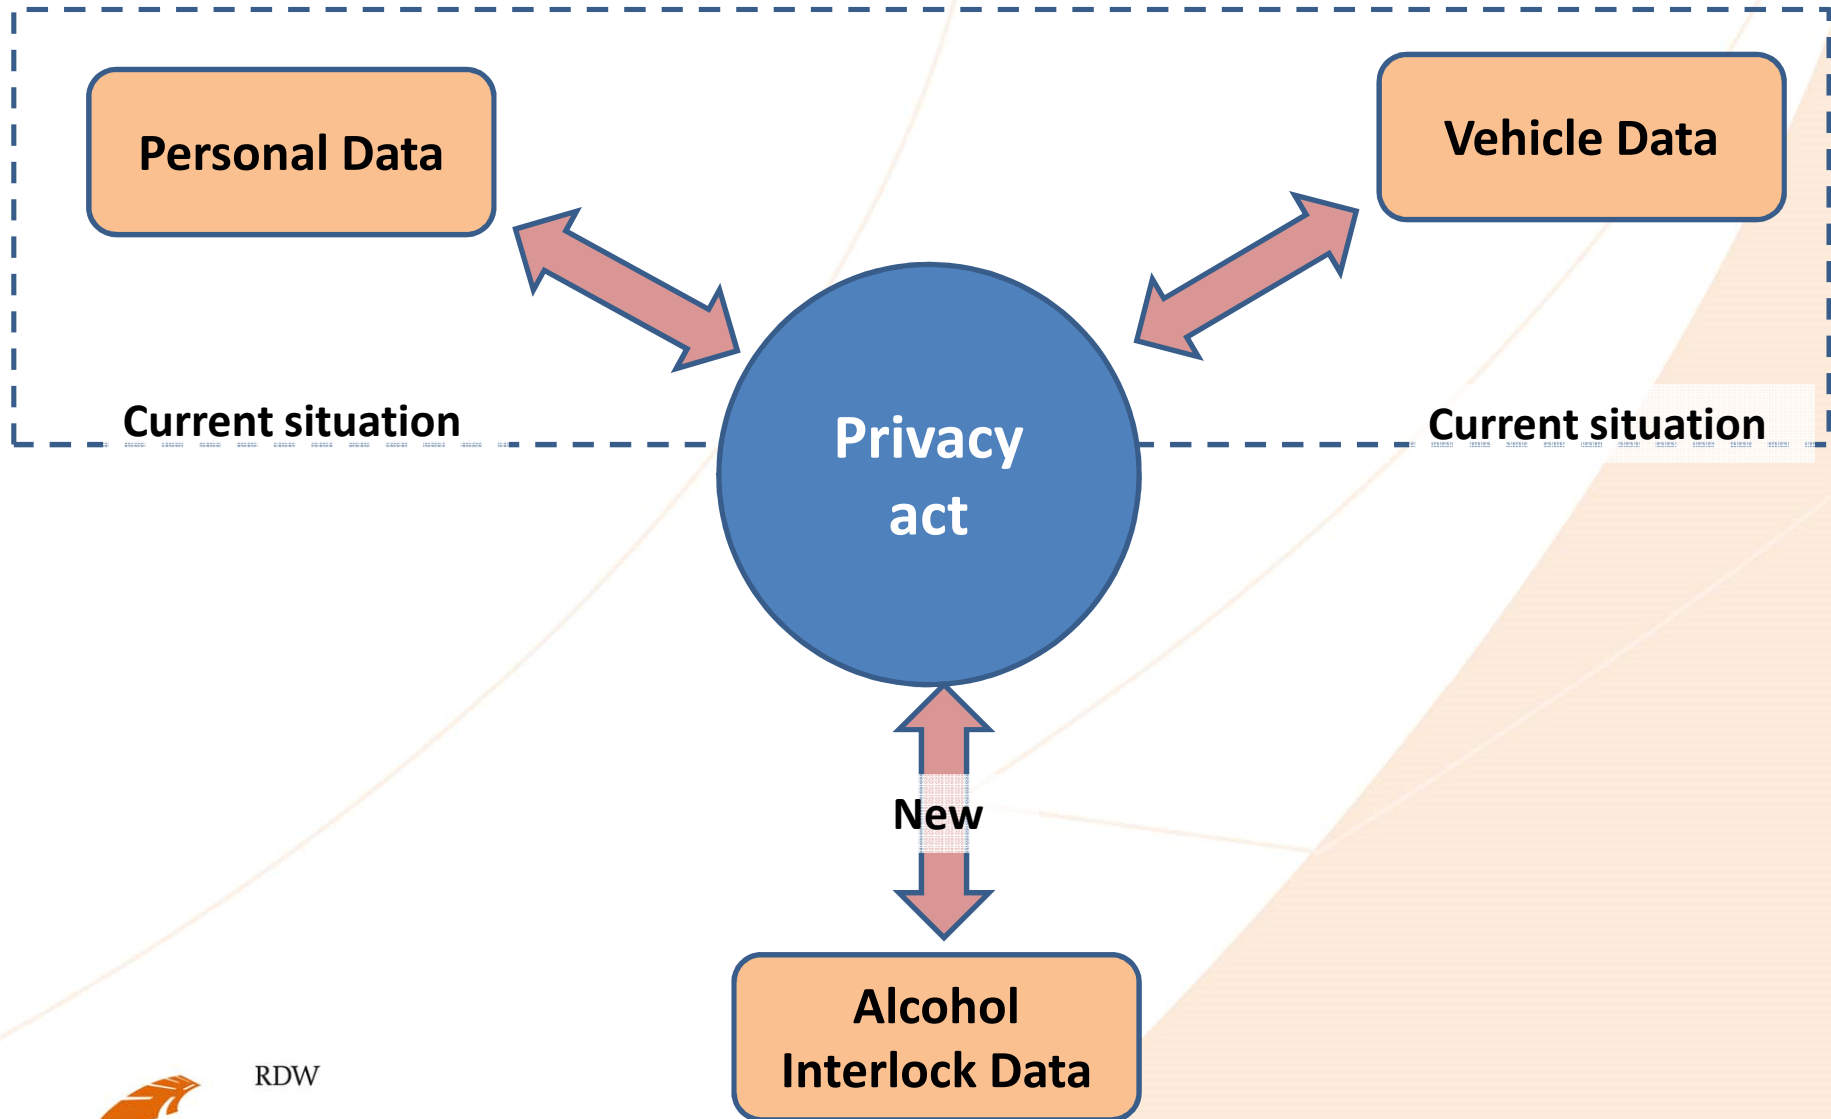 Personal Data
Vehicle Data
Current situation
Current situation
Privacy
act
New
Alcohol
Interlock Data
RDW